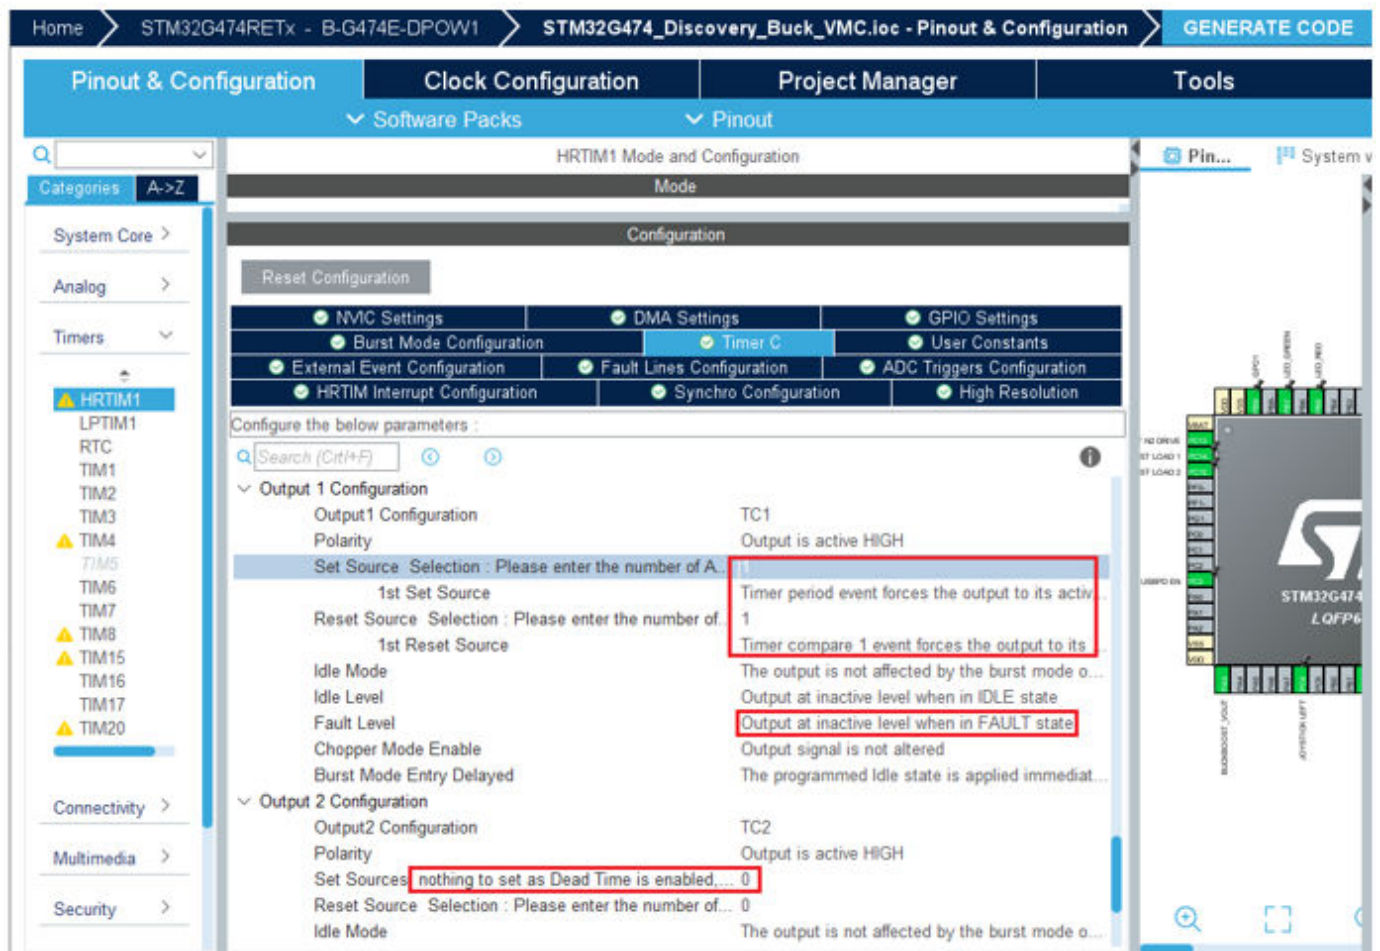 Home STM32G474RETx - B-G474E-DPOW1 STM32G474_Discovery_Buck_VMC.ioc - Pinout & Configuration GENERATE CODE
Pinout & Configuration Clock Configuration Project Manager Tools
Software Packs Pinout
HRTIM1 Mode and Configuration
Mode
Configuration
Categories A->Z
System Core
Analog
Timers
HRTIM1
LPTIM1
RTC
TIM1
TIM2
TIM3
TIM4
TIM5
TIM6
TIM7
TIM8
TIM15
TIM16
TIM17
TIM20
Connectivity
Multimedia
Security
Reset Configuration
NVIC Settings DMA Settings GPIO Settings
Burst Mode Configuration Timer C User Constants
External Event Configuration Fault Lines Configuration ADC Triggers Configuration
HRTIM Interrupt Configuration Synchro Configuration High Resolution
Configure the below parameters :
Search (Crtl+F)
Output 1 Configuration
Output1 Configuration TC1
Polarity Output is active HIGH
Set Source Selection : Please enter the number of A... 1
1st Set Source Timer period event forces the output to its activ...
Reset Source Selection : Please enter the number of... 1
1st Reset Source Timer compare 1 event forces the output to its ...
Idle Mode The output is not affected by the burst mode o...
Idle Level Output at inactive level when in IDLE state
Fault Level Output at inactive level when in FAULT state
Chopper Mode Enable Output signal is not altered
Burst Mode Entry Delayed The programmed Idle state is applied immediat...
Output 2 Configuration
Output2 Configuration TC2
Polarity Output is active HIGH
Set Sources nothing to set as Dead Time is enabled,... 0
Reset Source Selection : Please enter the number of... 0
Idle Mode The output is not affected by the burst mode o...
Pin... System v
GPO1
LED_GREEN
LED_RED
VBAT
VDD
VSS
STM32G474
LQFP6
BUCKBOOST_VOUT
JOYSTICK LEFT